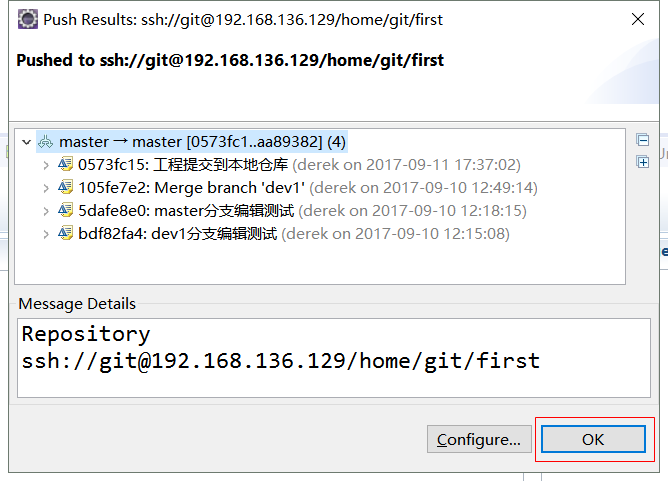 Push Results: ssh://git@192.168.136.129/home/git/first
Pushed to ssh://git@192.168.136.129/home/git/first
master → master [0573fc1..aa89382] (4)
0573fc15: 工程提交到本地仓库 (derek on 2017-09-11 17:37:02)
105fe7e2: Merge branch 'dev1' (derek on 2017-09-10 12:49:14)
5dafe8e0: master分支编辑测试 (derek on 2017-09-10 12:18:15)
bdf82fa4: dev1分支编辑测试 (derek on 2017-09-10 12:15:08)
Message Details
Repository
ssh://git@192.168.136.129/home/git/first
Configure...
OK